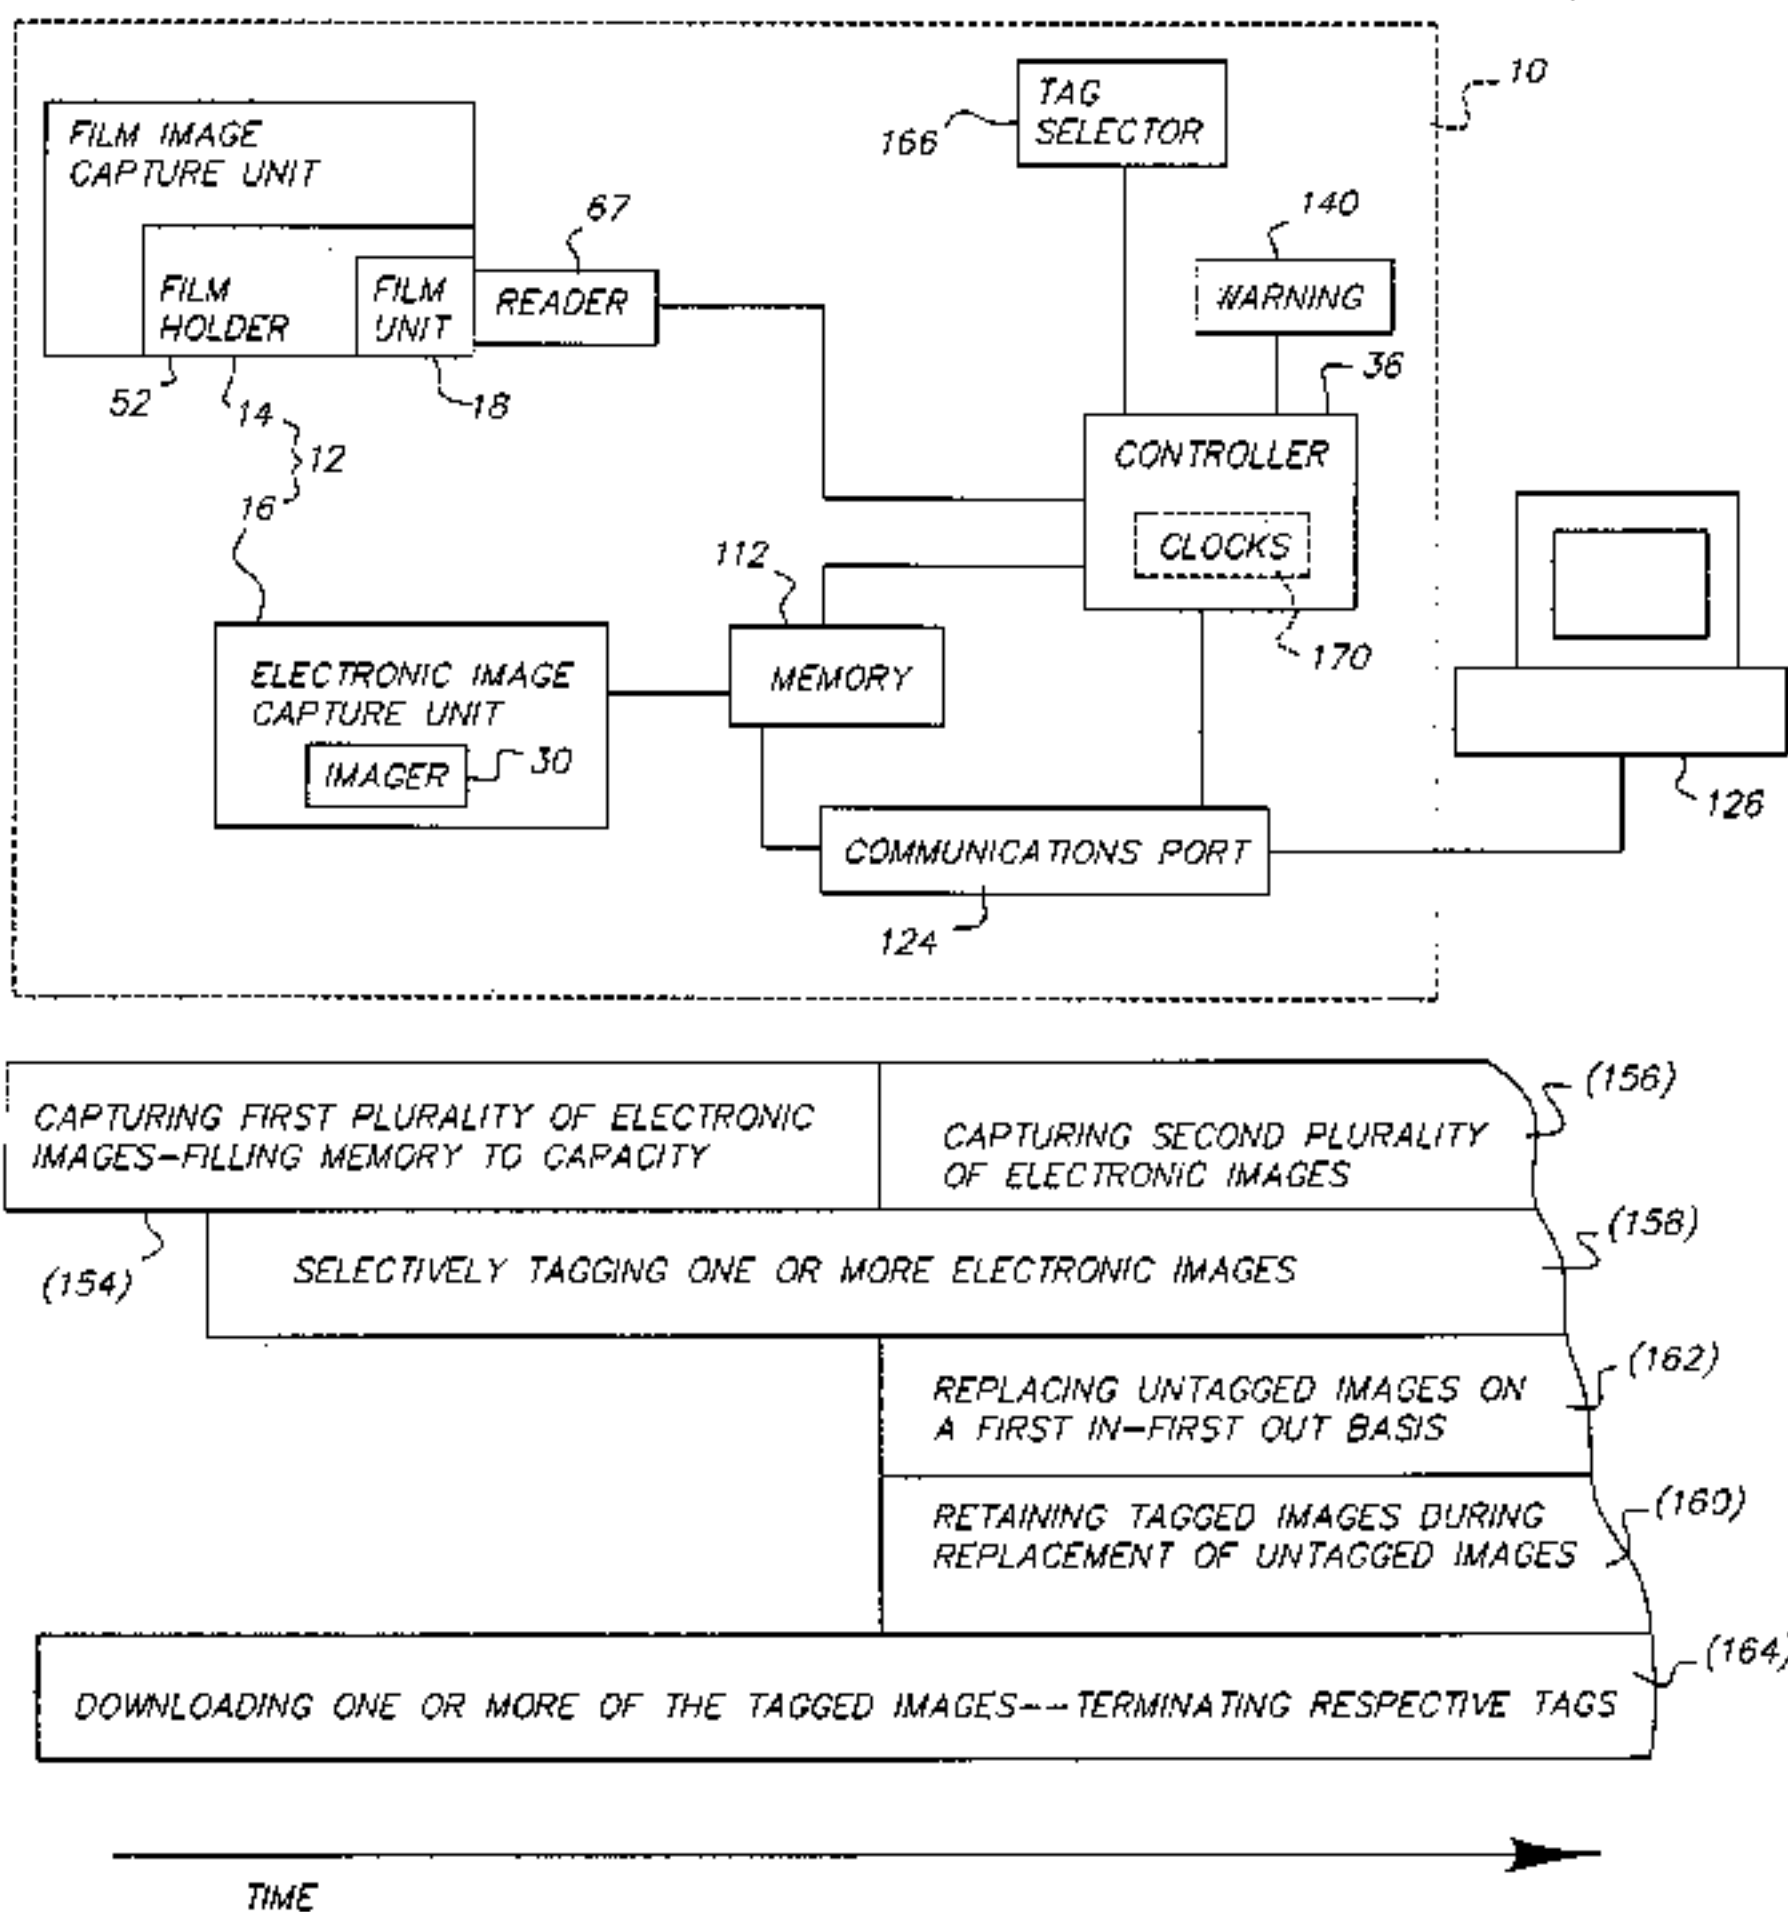 10
TAG
SELECTOR
166
FILM IMAGE
CAPTURE UNIT
67
140
FILM
HOLDER
FILM
UNIT
READER
WARNING
52
14
18
36
12
CONTROLLER
16
CLOCKS
112
170
ELECTRONIC IMAGE
CAPTURE UNIT
MEMORY
IMAGER
30
126
COMMUNICATIONS PORT
124
CAPTURING FIRST PLURALITY OF ELECTRONIC
IMAGES-FILLING MEMORY TO CAPACITY
CAPTURING SECOND PLURALITY
OF ELECTRONIC IMAGES
(156)
(154)
SELECTIVELY TAGGING ONE OR MORE ELECTRONIC IMAGES
(158)
REPLACING UNTAGGED IMAGES ON
A FIRST IN-FIRST OUT BASIS
(162)
RETAINING TAGGED IMAGES DURING
REPLACEMENT OF UNTAGGED IMAGES
(160)
DOWNLOADING ONE OR MORE OF THE TAGGED IMAGES--TERMINATING RESPECTIVE TAGS
(164)
TIME